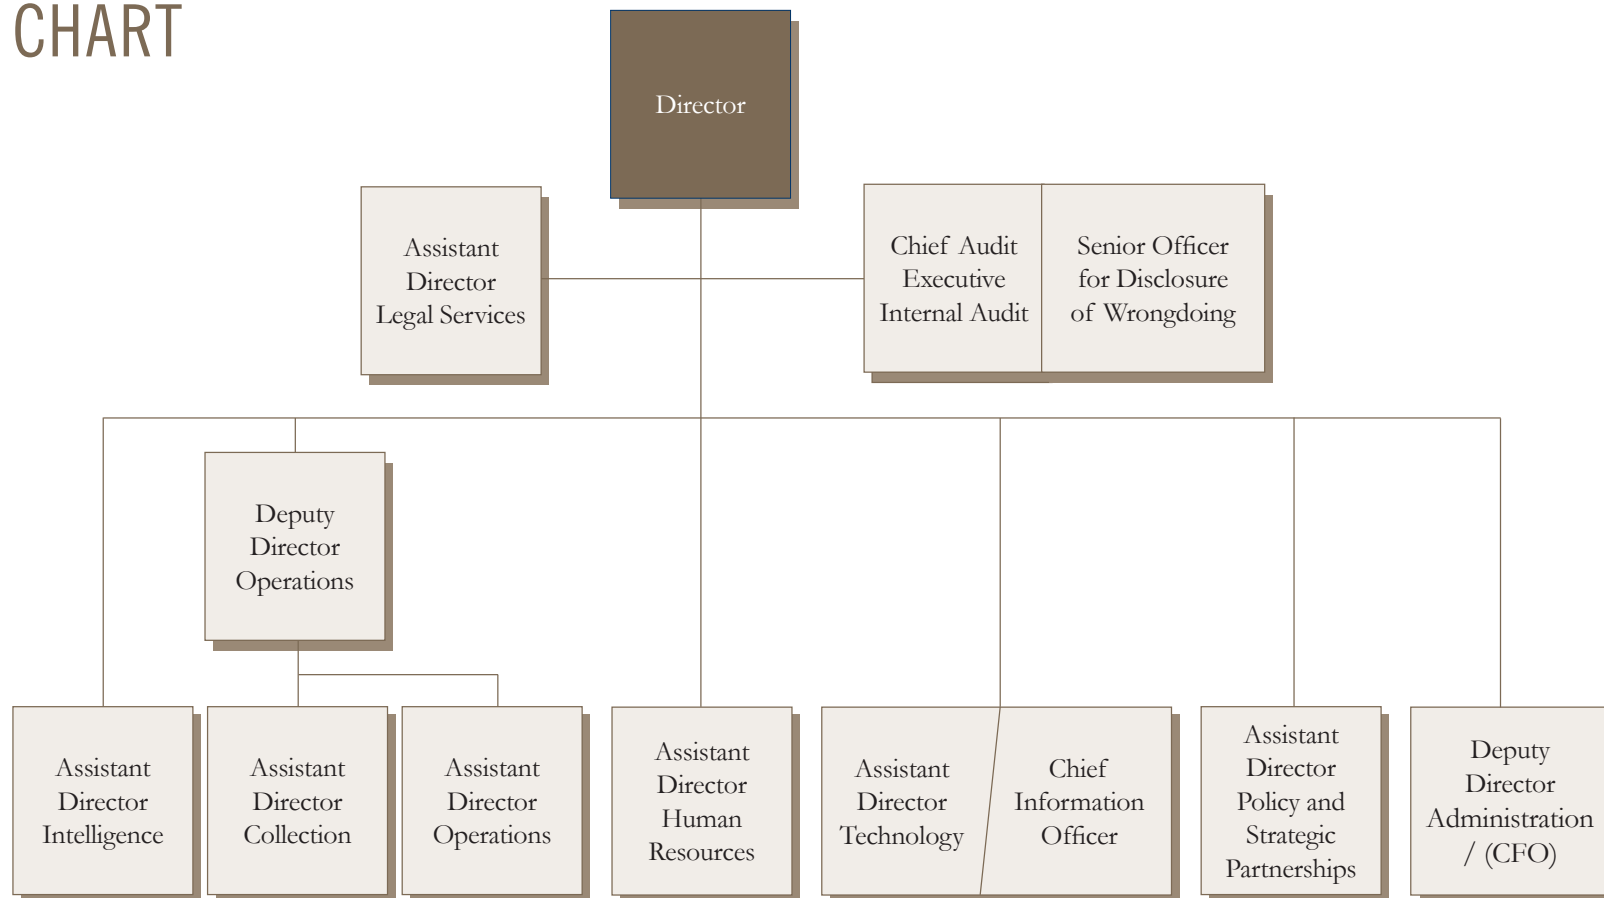 CHART
Director
Assistant
Director
Legal Services
Chief Audit
Executive
Internal Audit
Senior Officer
for Disclosure
of Wrongdoing
Deputy
Director
Operations
Assistant
Director
Intelligence
Assistant
Director
Collection
Assistant
Director
Operations
Assistant
Director
Human
Resources
Assistant
Director
Technology
Chief
Information
Officer
Assistant
Director
Policy and
Strategic
Partnerships
Deputy
Director
Administration
/ (CFO)